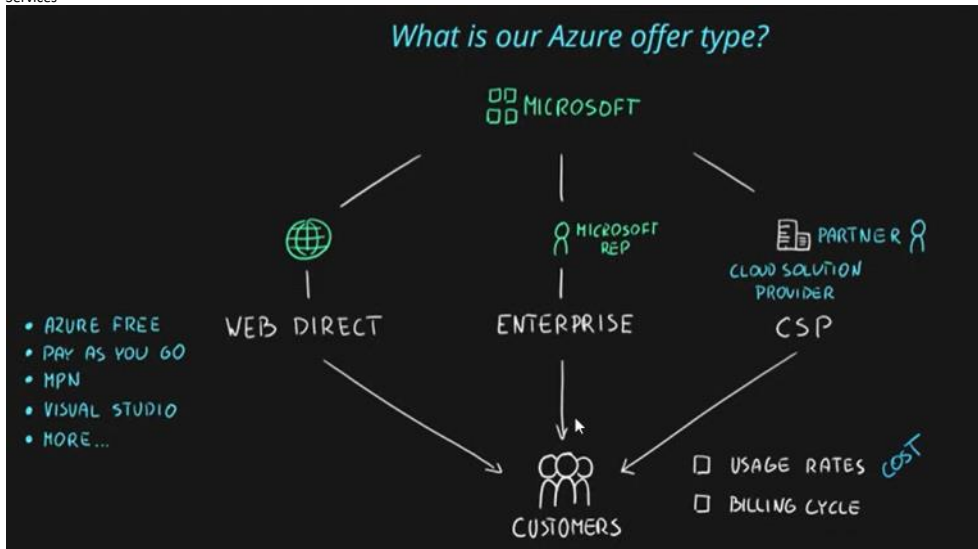 Services
What is our Azure offer type?
MICROSOFT
MICROSOFT
REP
PARTNER
CLOUD SOLUTION
PROVIDER
WEB DIRECT
ENTERPRISE
CSP
• AZURE FREE
• PAY AS YOU GO
• MPN
• VISUAL STUDIO
• MORE...
CUSTOMERS
USAGE RATES COST
BILLING CYCLE